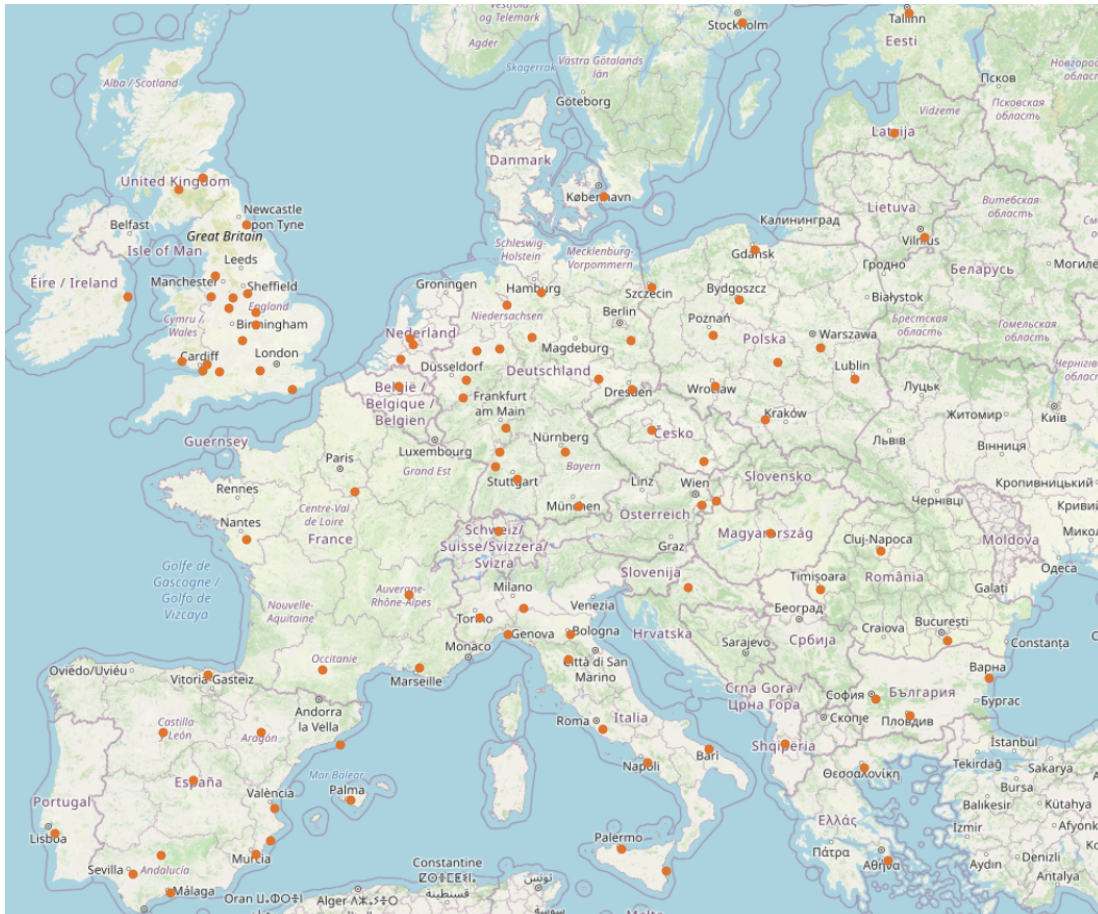 Vestfold-
og Telemark
Agder
Skagerrak
Västra Götalands
län
Stockholm
Tallinn
Eesti
Псков
Псковская
область
Alba / Scotland
Göteborg
Vidzeme
Latvija
Danmark
United Kingdom
København
Newcastle
upon Tyne
Belfast
Great Britain
Isle of Man
Leeds
Калининград
Lietuva
Витебская
область
Vilnius
Schleswig-
Holstein
Mecklenburg-
Vorpommern
Gdańsk
Гродно
Беларусь
Могилё
Éire / Ireland
Manchester
Sheffield
England
Groningen
Hamburg
Szczecin
Bydgoszcz
Białystok
Cymru /
Wales
Birmingham
Niedersachsen
Berlin
Poznań
Брестская
область
Гомельская
область
Nederland
Polska
Warszawa
Cardiff
London
Magdeburg
Düsseldorf
Deutschland
Lublin
Луцьк
België /
Belgique /
Belgien
Frankfurt
am Main
Dresden
Wrocław
Житомир
Київ
Kraków
Guernsey
Luxembourg
Nürnberg
Česko
Львів
Вінниця
Paris
Grand Est
Bayern
Rennes
Stuttgart
Linz
Wien
Slovensko
Кропивницький
Чернівці
München
Centre-Val
de Loire
France
Nantes
Österreich
Schweiz/
Suisse/Svizzera/
Svizra
Magyarország
Cluj-Napoca
Moldova
Graz
Одеса
Golfe de
Gascogne /
Golfo de
Vizcaya
Slovenija
Timișoara
România
Galați
Auvergne-
Rhône-Alpes
Milano
Venezia
Nouvelle-
Aquitaine
Torino
Hrvatska
Београд
Craiova
București
Genova
Bologna
Sarajevo
Србија
Constanța
Monaco
Oviedo/Uviéu
Vitoria-Gasteiz
Occitanie
Marseille
Città di San
Marino
Варна
Andorra
la Vella
Crna Gora /
Црна Гора
София
България
Бургас
Roma
Italia
Скопје
Пловдив
Castilla
y León
Aragón
Shqipëria
İstanbul
Napoli
Bari
Tekirdağ
Sakarya
Mar Balear
Θεσσαλονίκη
Bursa
España
Palma
Balıkesir
Kütahya
València
Portugal
Ελλάς
İzmir
Lisboa
Palermo
Πάτρα
Αθήνα
Murcia
Aydın
Denizli
Constantine
Sevilla
Andalucía
Antalya
Málaga
Oran
Alger
تونس